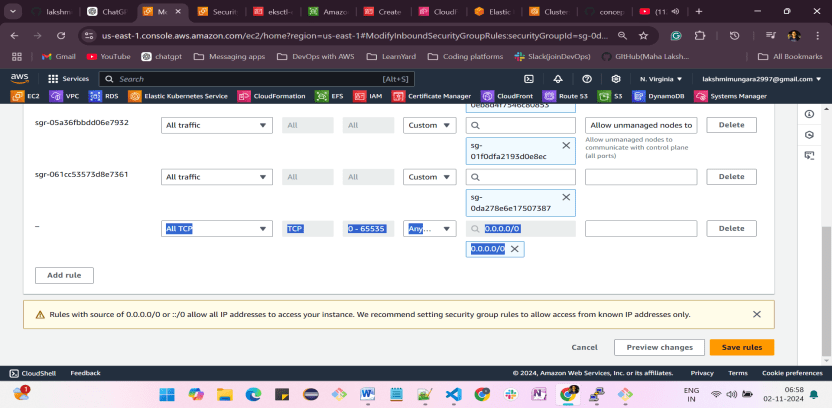 lakshm
ChatG
Mo
Securit
eksctl-
Amazo
Create
Cloudf
Elastic
Cluster
concep
(11
us-east-1.console.aws.amazon.com/ec2/home?region=us-east-1#ModifyInboundSecurityGroupRules:securityGroupId=sg-0d...
Gmail YouTube chatgpt Messaging apps DevOps with AWS LearnYard Coding platforms Slack(JoinDevOps) GItHub(Maha Laksh... All Bookmarks
aws Services Search [Alt+S] N. Virginia lakshmimungara2997@gmail.com
EC2 VPC RDS Elastic Kubernetes Service CloudFormation EFS IAM Certificate Manager CloudFront Route 53 S3 DynamoDB Systems Manager
0e8d4f7546c80853
sgr-05a36fbbdd06e7932 All traffic All All Custom Allow unmanaged nodes to Delete
sg-
01f0dfa2193d0e8ec
Allow unmanaged nodes to
communicate with control plane
(all ports)
sgr-061cc53573d8e7361 All traffic All All Custom Delete
sg-
0da278e6e17507387
– All TCP TCP 0 - 65535 Any... 0.0.0.0/0 Delete
0.0.0.0/0
Add rule
Rules with source of 0.0.0.0/0 or ::/0 allow all IP addresses to access your instance. We recommend setting security group rules to allow access from known IP addresses only.
Cancel Preview changes Save rules
CloudShell Feedback © 2024, Amazon Web Services, Inc. or its affiliates. Privacy Terms Cookie preferences
ENG
IN
06:58
02-11-2024